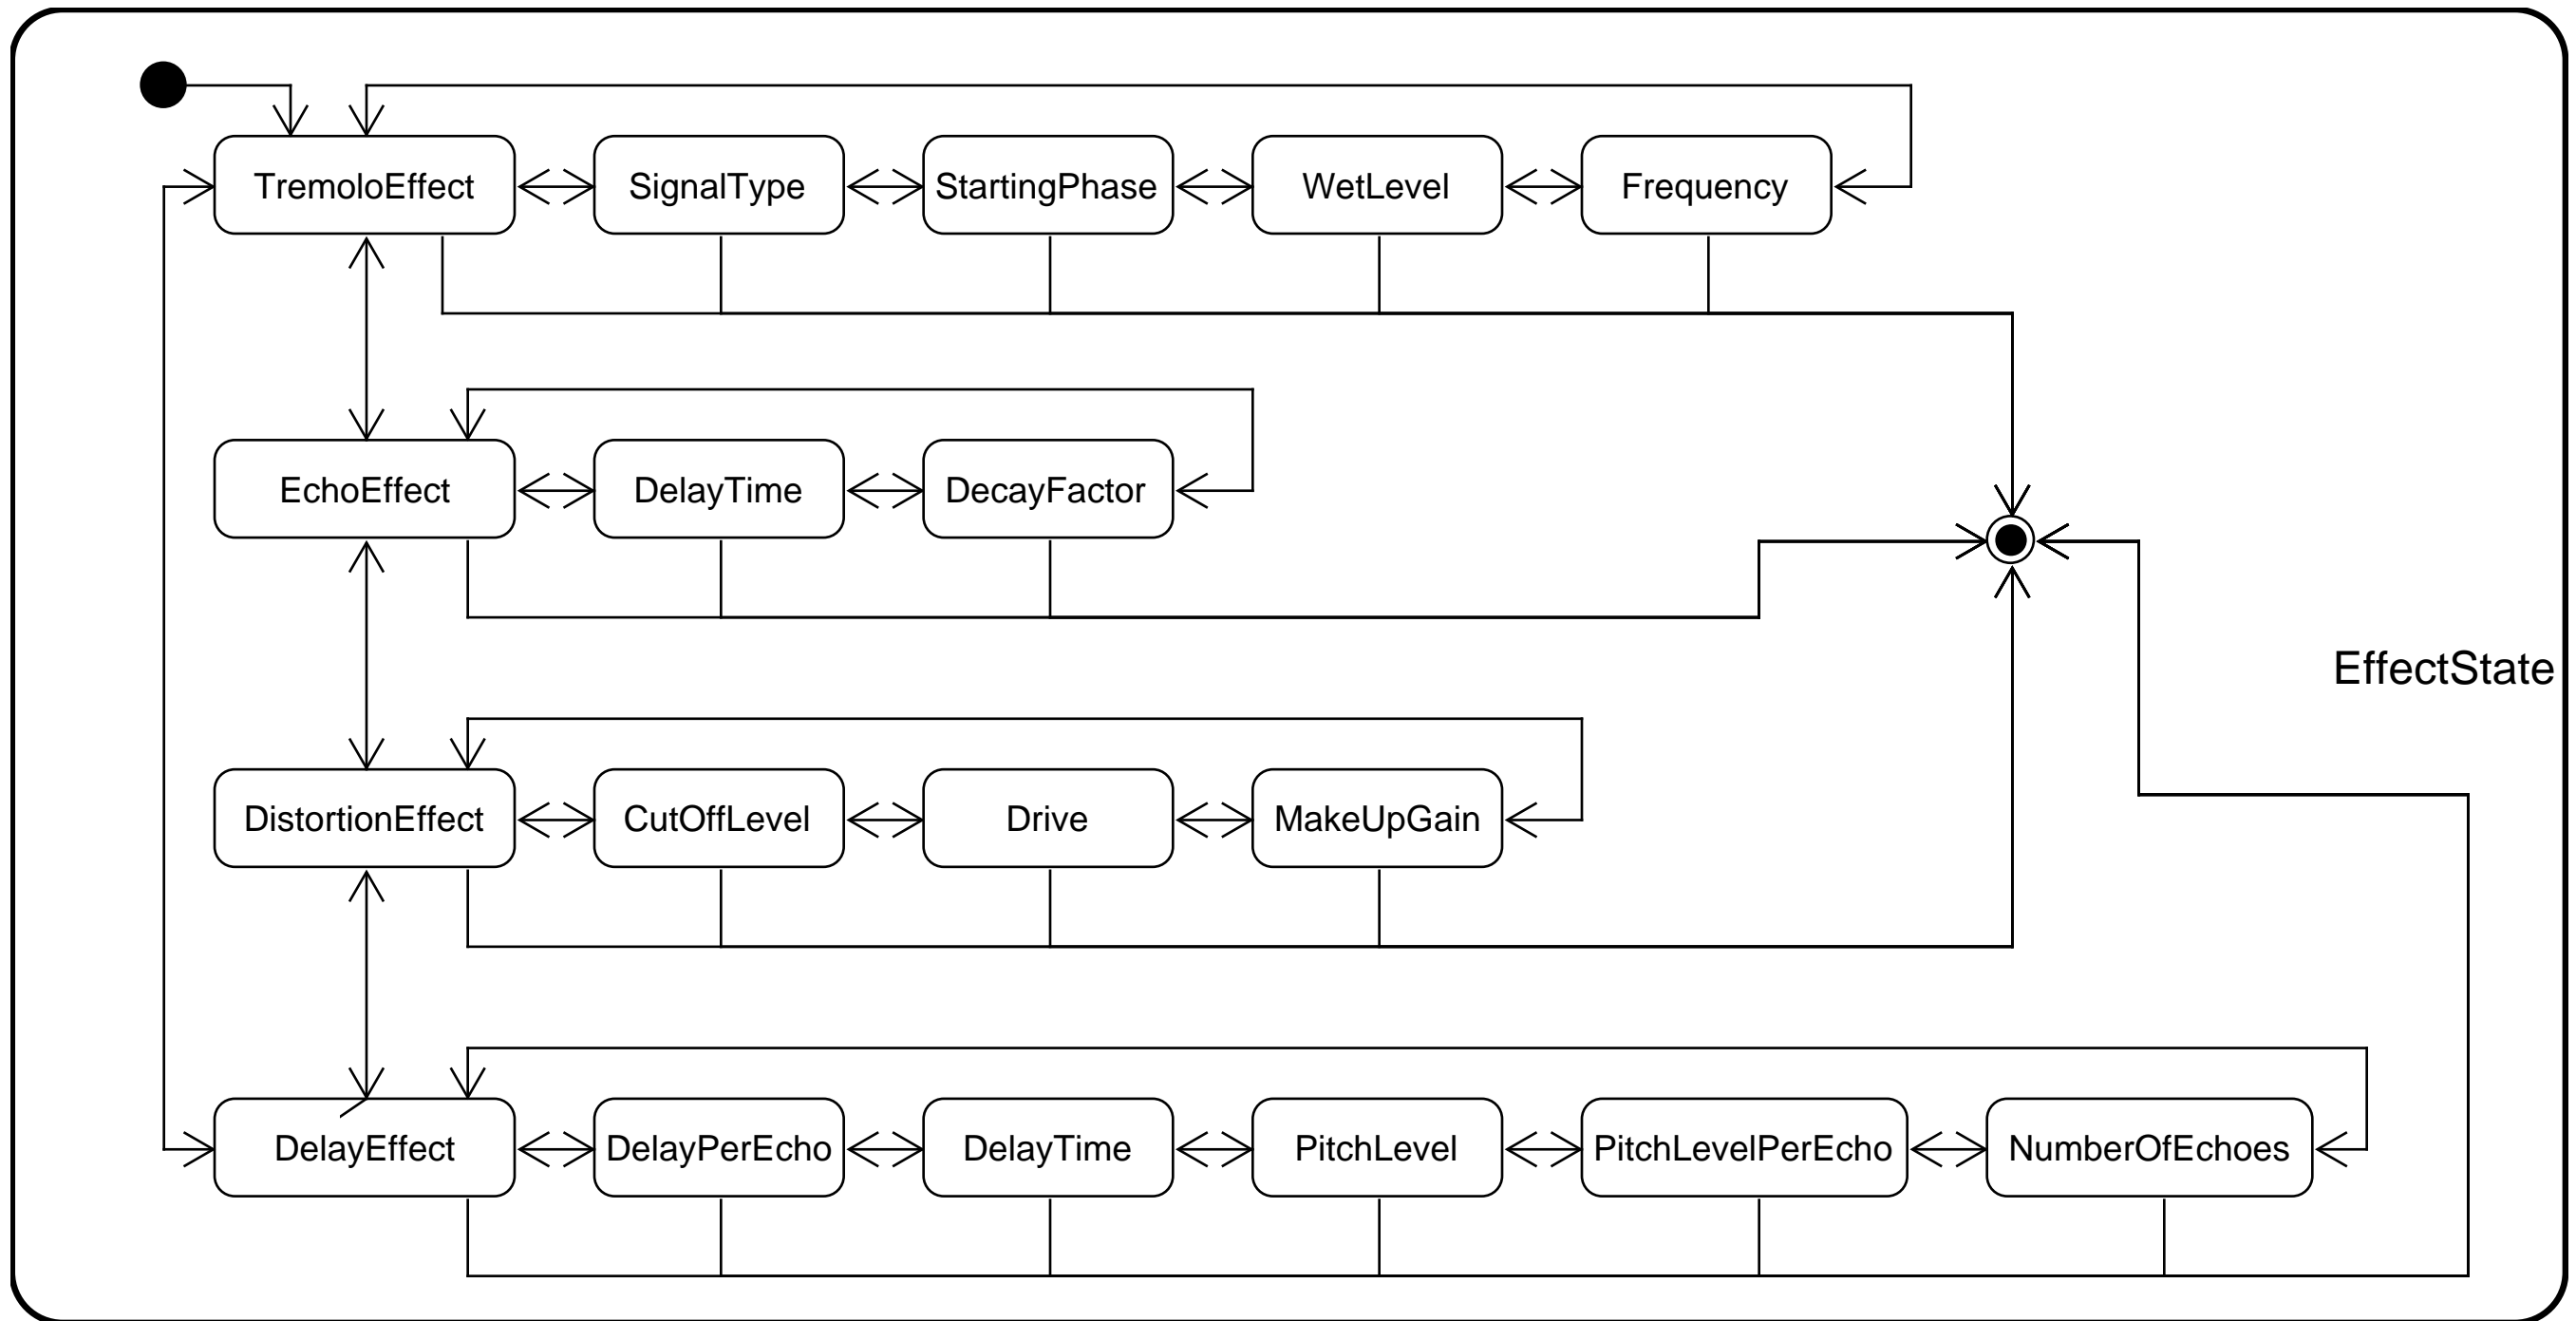 TremoloEffect
SignalType
StartingPhase
WetLevel
Frequency
EchoEffect
DelayTime
DecayFactor
EffectState
DistortionEffect
CutOffLevel
Drive
MakeUpGain
DelayEffect
DelayPerEcho
DelayTime
PitchLevel
PitchLevelPerEcho
NumberOfEchoes